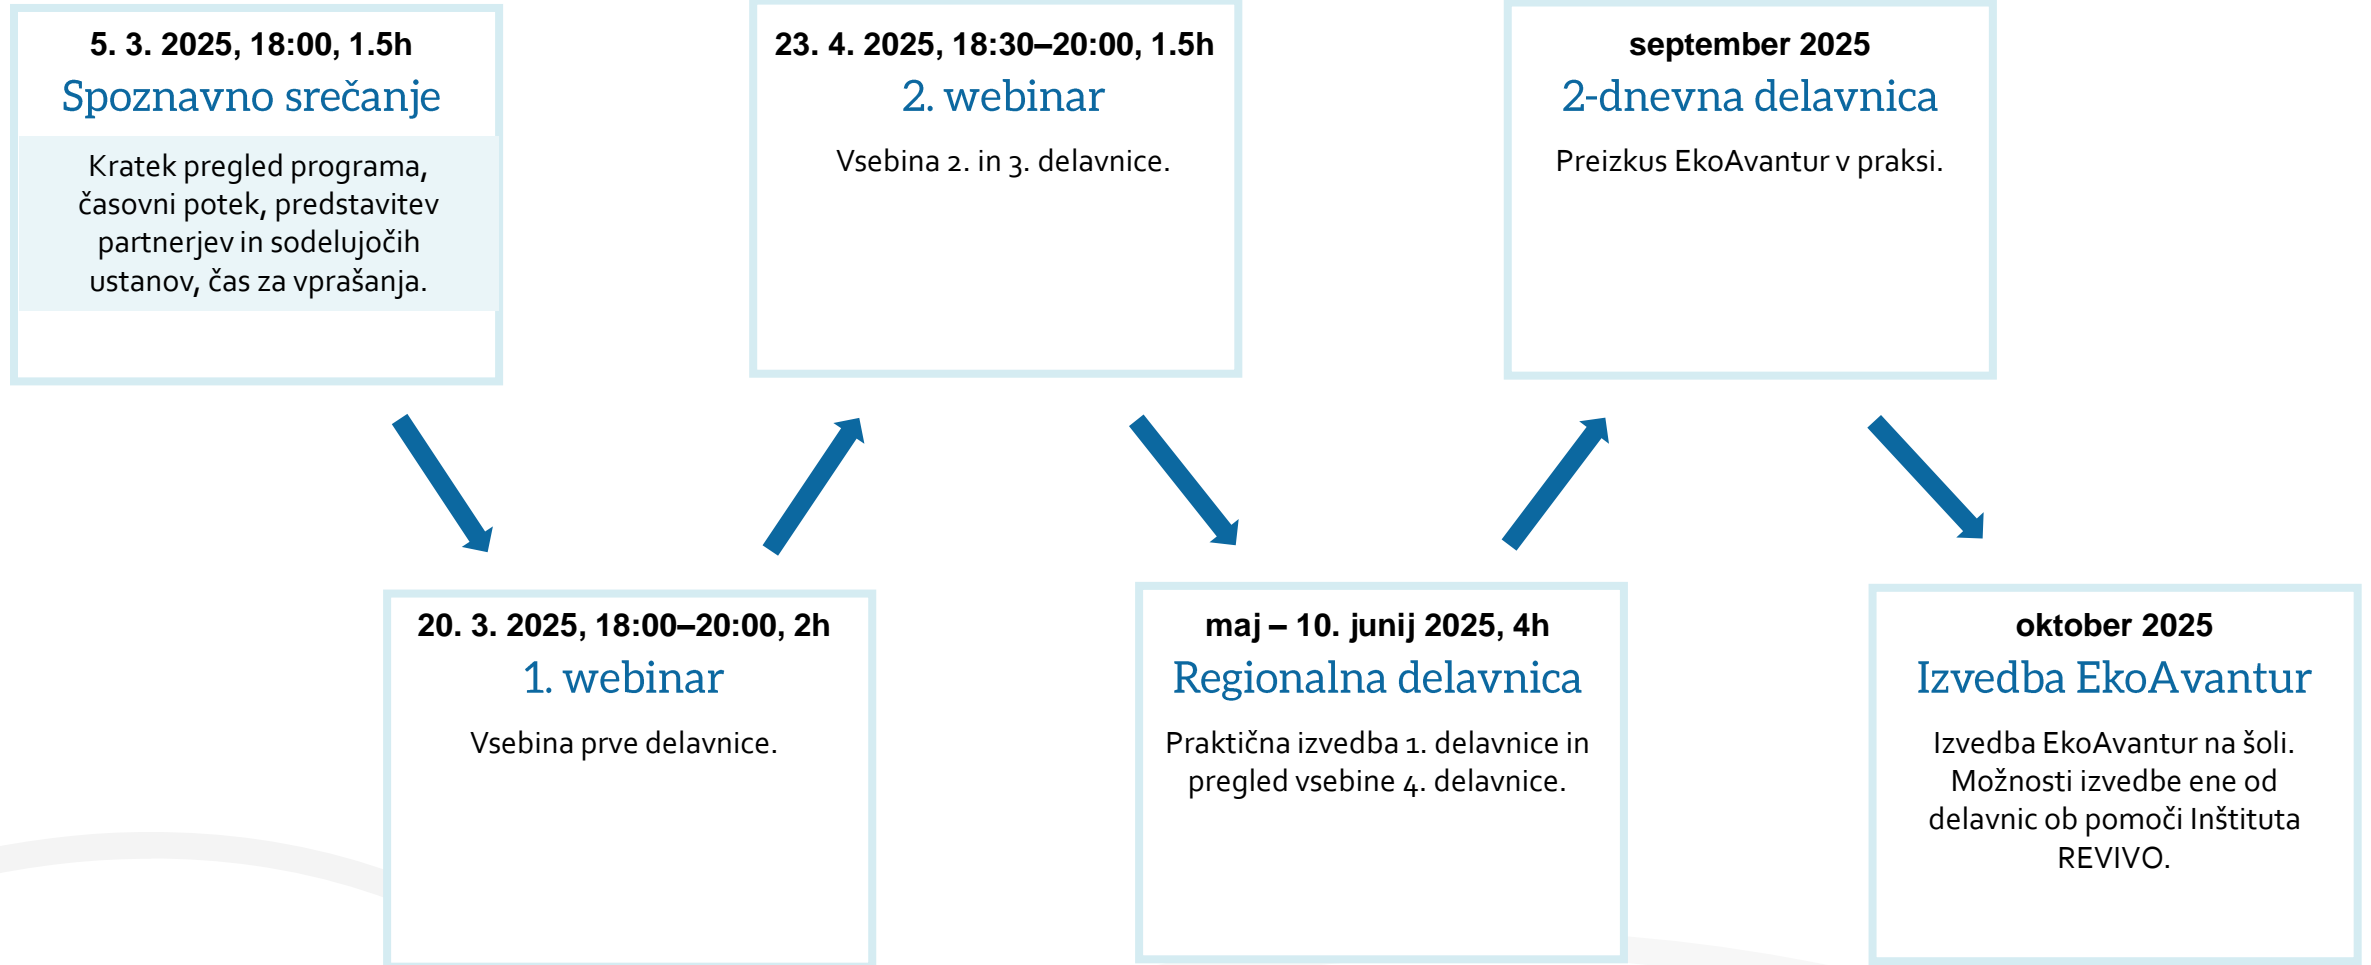 5. 3. 2025, 18:00, 1.5h
Spoznavno srečanje
Kratek pregled programa,
časovni potek, predstavitev
partnerjev in sodelujočih
ustanov, čas za vprašanja.
20. 3. 2025, 18:00–20:00, 2h
1. webinar
Vsebina prve delavnice.
23. 4. 2025, 18:30–20:00, 1.5h
2. webinar
Vsebina 2. in 3. delavnice.
maj – 10. junij 2025, 4h
Regionalna delavnica
Praktična izvedba 1. delavnice in
pregled vsebine 4. delavnice.
september 2025
2-dnevna delavnica
Preizkus EkoAvantur v praksi.
oktober 2025
Izvedba EkoAvantur
Izvedba EkoAvantur na šoli.
Možnosti izvedbe ene od
delavnic ob pomoči Inštituta
REVIVO.